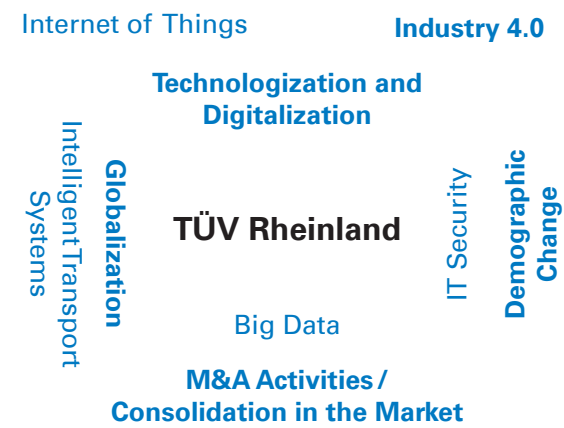 Internet of Things
Industry 4.0
Technologization and
Digitalization
Intelligent Transport
Systems
Globalization
TÜV Rheinland
IT Security
Demographic
Change
Big Data
M&A Activities /
Consolidation in the Market